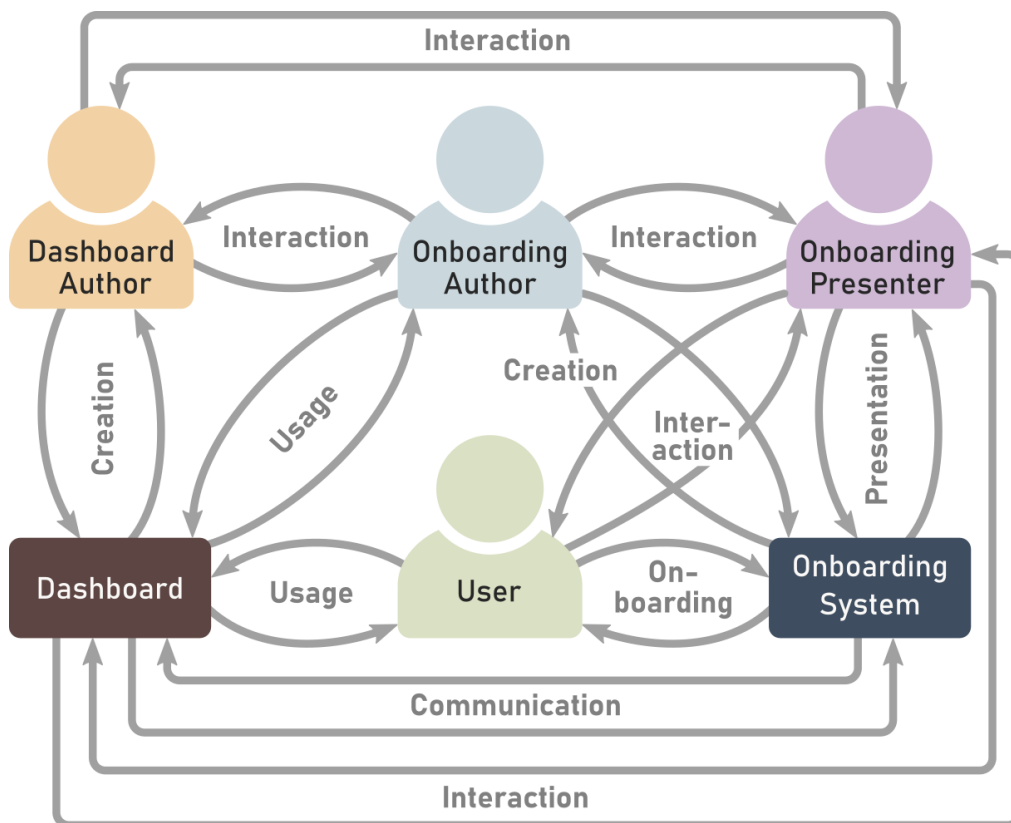 Interaction
Dashboard
Author
Interaction
Onboarding
Author
Interaction
Onboarding
Presenter
Creation
Usage
Creation
Inter-
action
Presentation
Dashboard
Usage
User
On-
boarding
Onboarding
System
Communication
Interaction